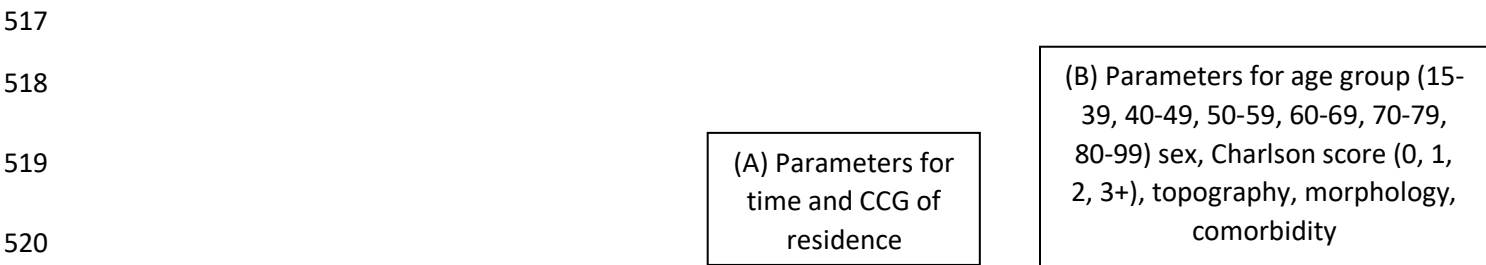 517
518
519
520
(A) Parameters for
time and CCG of
residence
(B) Parameters for age group (15-
39, 40-49, 50-59, 60-69, 70-79,
80-99) sex, Charlson score (0, 1,
2, 3+), topography, morphology,
comorbidity